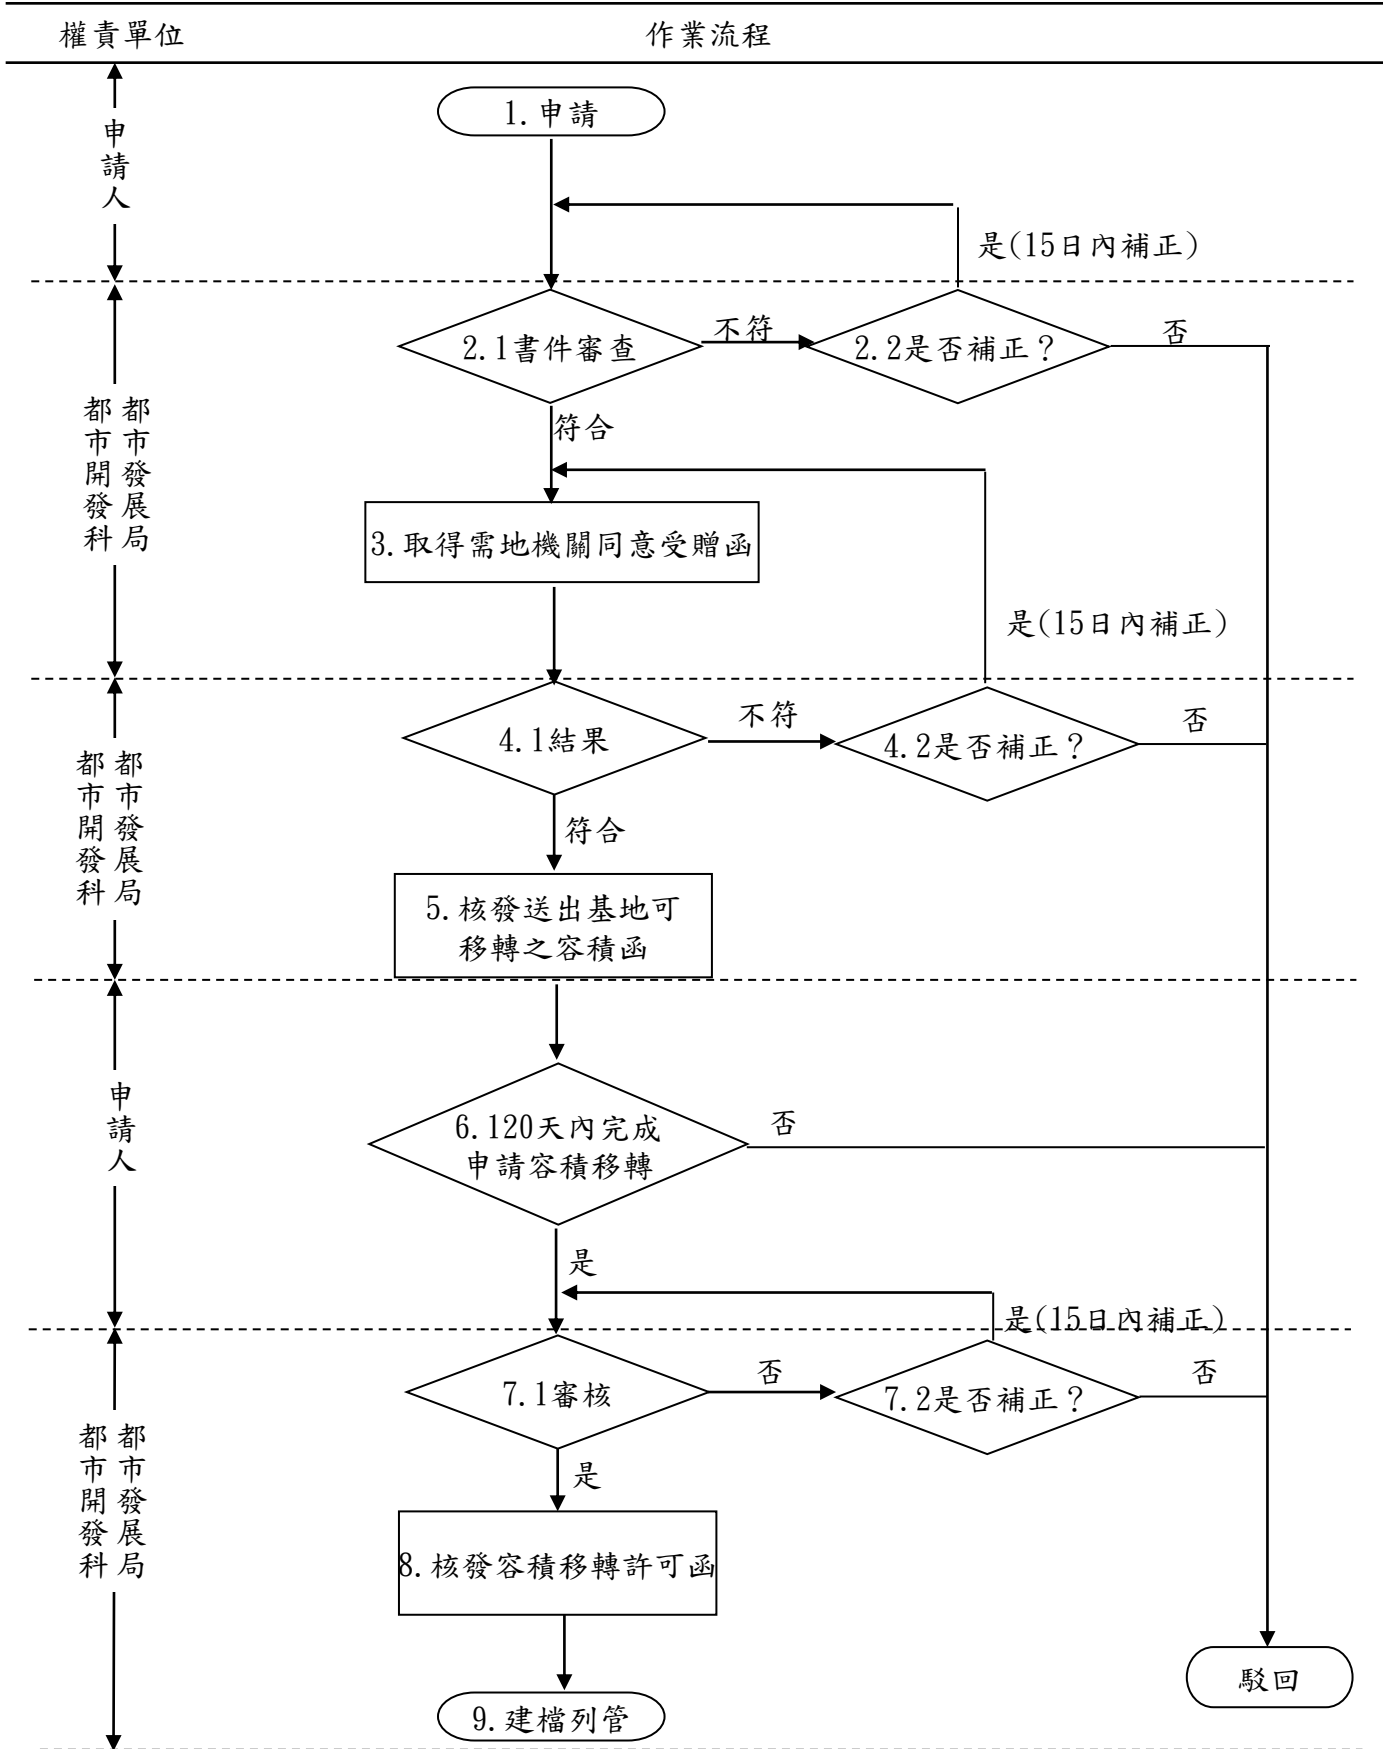 權責單位
作業流程
申請人
1.申請
是(15日內補正)
都市發展局
都市開發科
2.1書件審查
不符
2.2是否補正？
否
符合
3.取得需地機關同意受贈函
是(15日內補正)
都市發展局
都市開發科
4.1結果
不符
4.2是否補正？
否
符合
5.核發送出基地可
移轉之容積函
申請人
6.120天內完成
申請容積移轉
否
是
是(15日內補正)
都市發展局
都市開發科
7.1審核
否
7.2是否補正？
否
是
8.核發容積移轉許可函
駁回
9.建檔列管